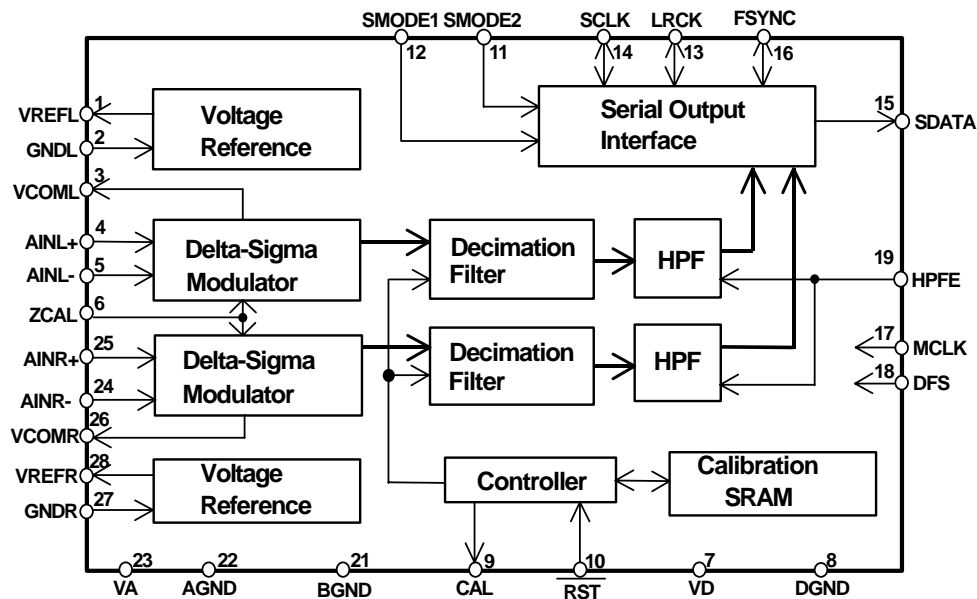 SMODE1 SMODE2 SCLK LRCK FSYNC
12 11 14 13 16
VREFL 1
GNDL 2
Voltage
Reference
Serial Output
Interface
15 SDATA
VCOML 3
AINL+ 4
AINL- 5
ZCAL 6
Delta-Sigma
Modulator
Decimation
Filter
HPF
19 HPFE
AINR+ 25
AINR- 24
VCOMR 26
Delta-Sigma
Modulator
Decimation
Filter
HPF
17 MCLK
18 DFS
VREFR 28
GNDR 27
Voltage
Reference
Controller
Calibration
SRAM
23 22 21 9 10 7 8
VA AGND BGND CAL RST VD DGND